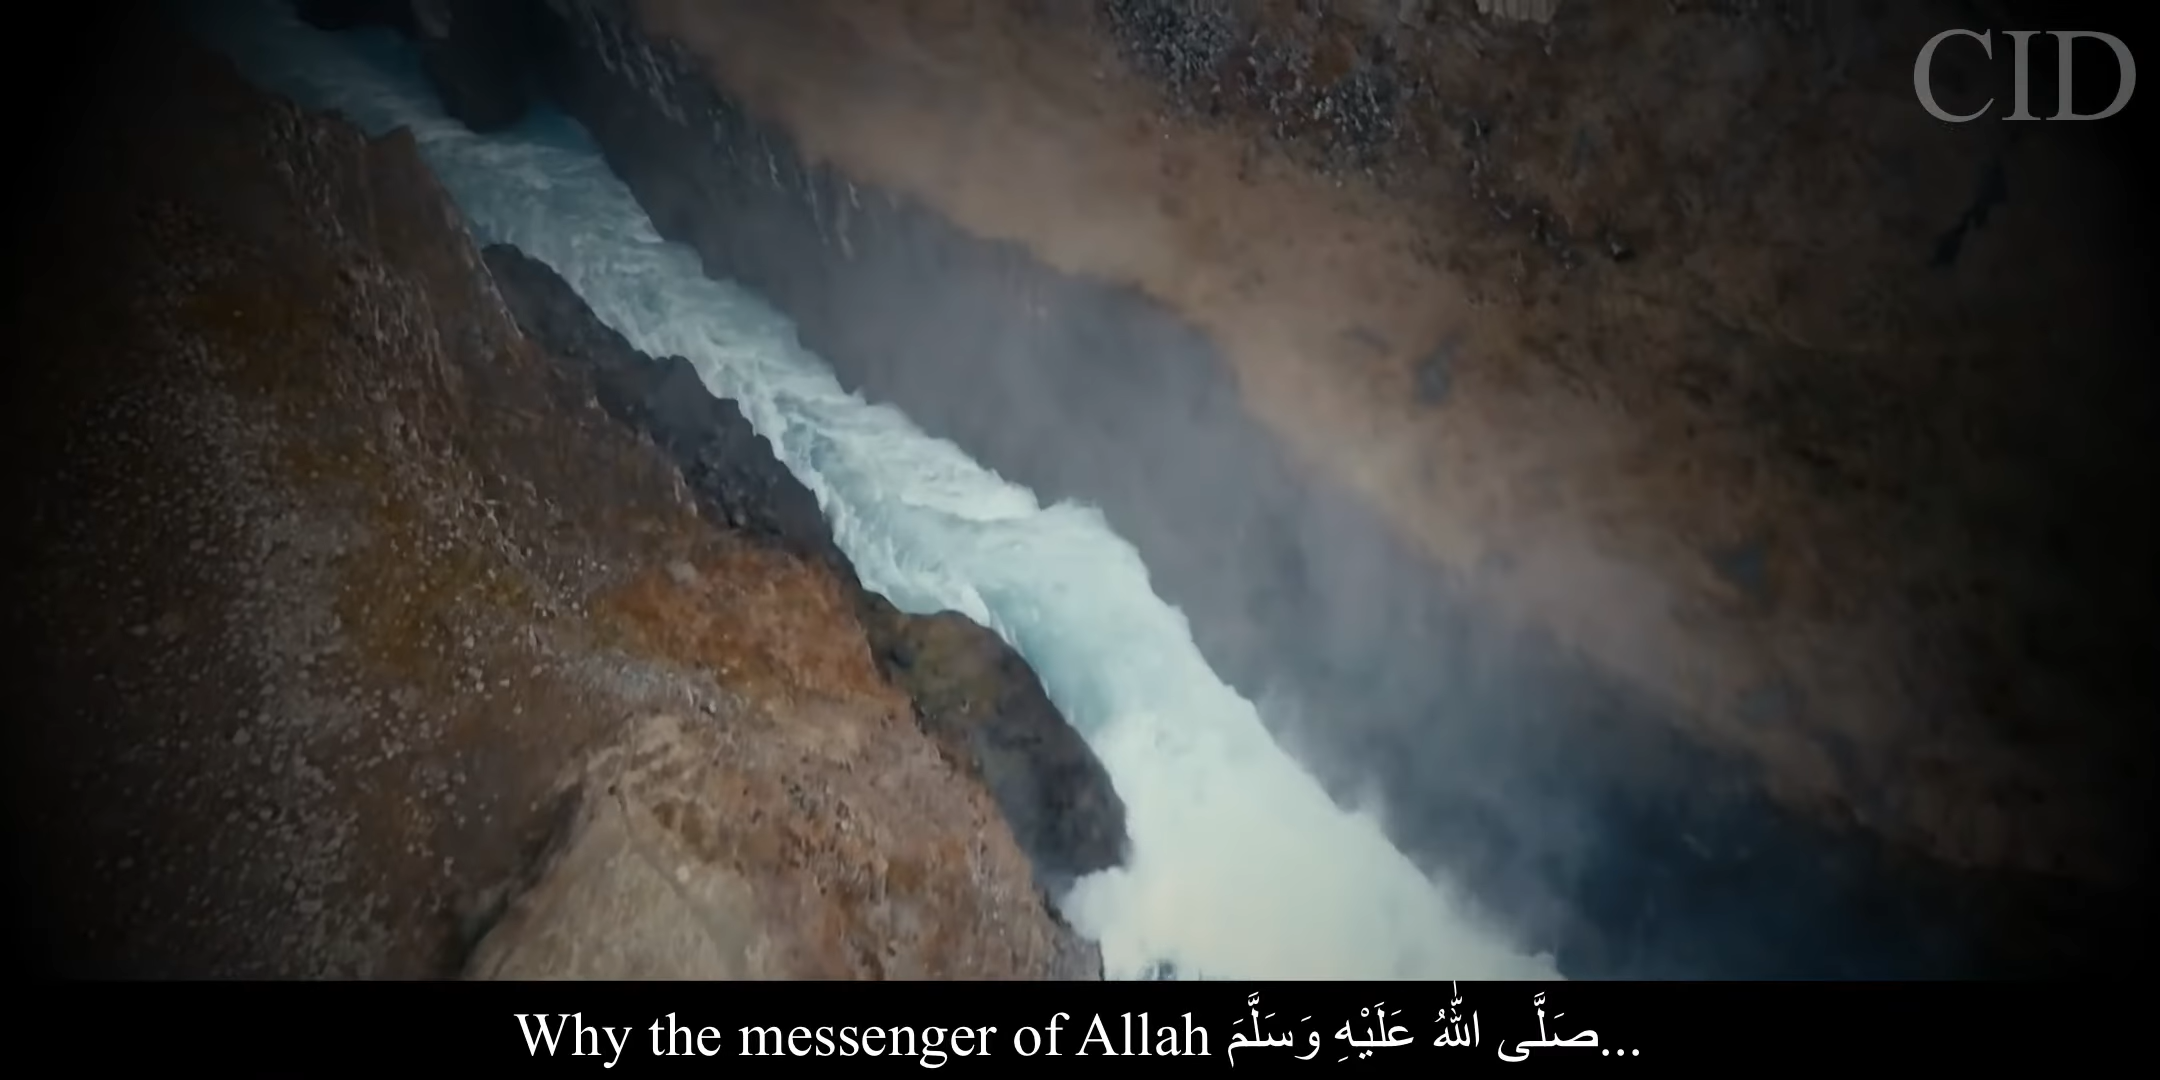 CID
Why the messenger of Allah صَلَّى اللّٰهُ عَلَيْهِ وَسَلَّمَ...